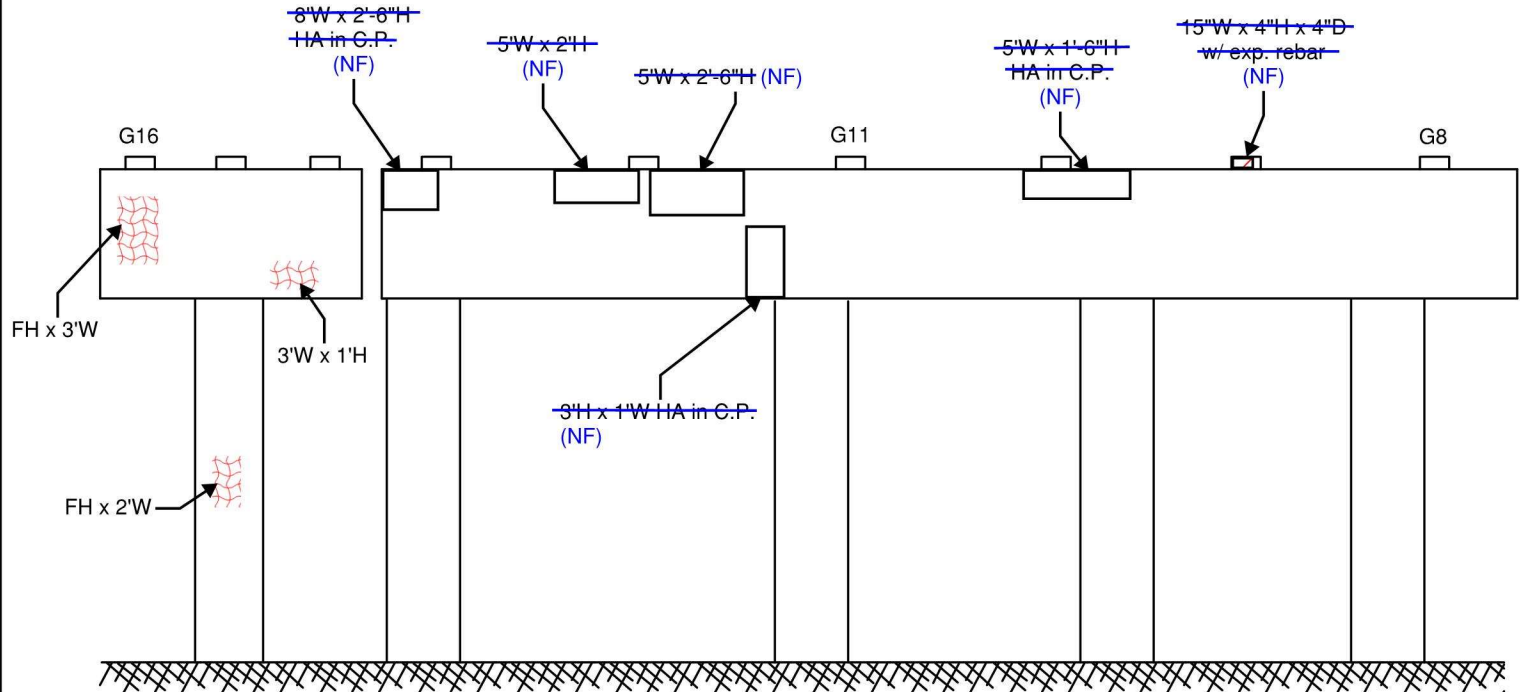 8'W x 2'-6"H
HA in C.P.
(NF)
5'W x 2'H
(NF)
5'W x 2'-6"H (NF)
5'W x 1'-6"H
HA in C.P.
(NF)
15"W x 4"H x 4"D
w/ exp. rebar
(NF)
G16
G11
G8
FH x 3'W
3'W x 1'H
3'H x 1'W HA in C.P.
(NF)
FH x 2'W